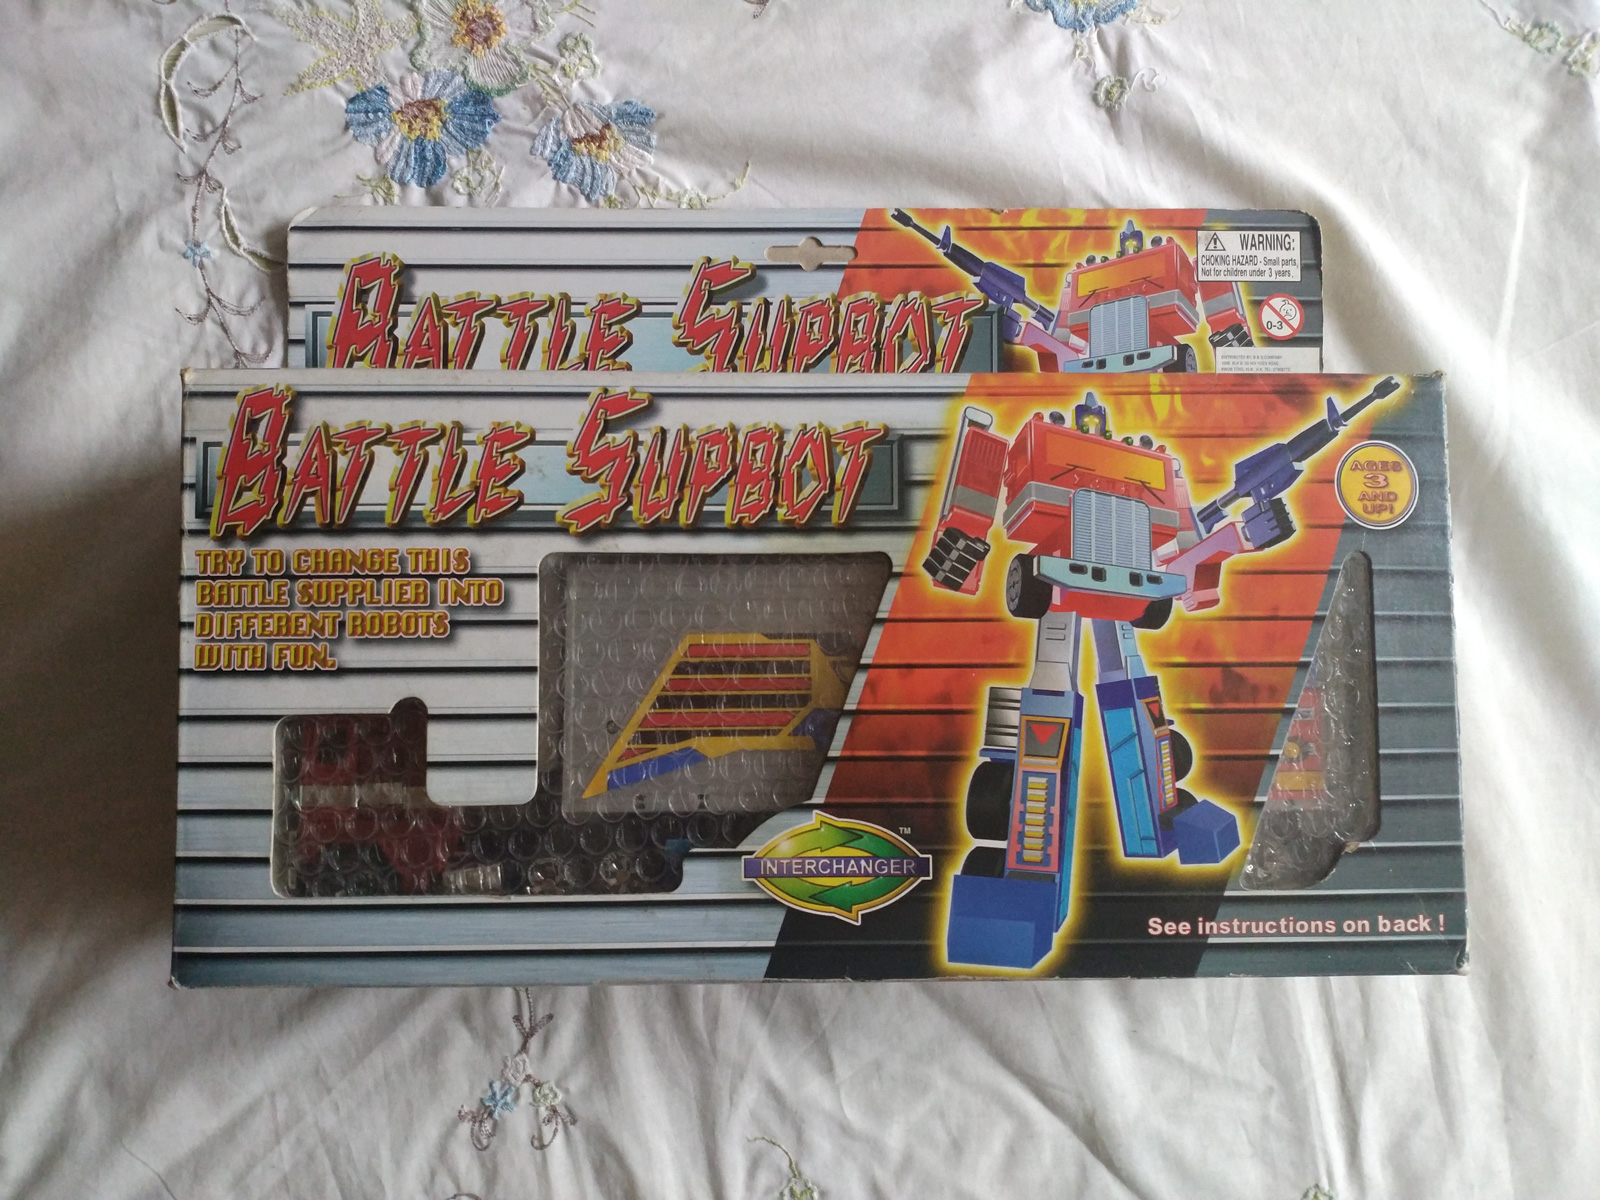 BATTLE SUPBOT
WARNING:
CHOKING HAZARD - Small parts,
Not for children under 3 years.
0-3
BATTLE SUPBOT
AGES
3
AND
UP!
TRY TO CHANGE THIS
BATTLE SUPPLIER INTO
DIFFERENT ROBOTS
WITH FUN.
INTERCHANGER
TM
See instructions on back !